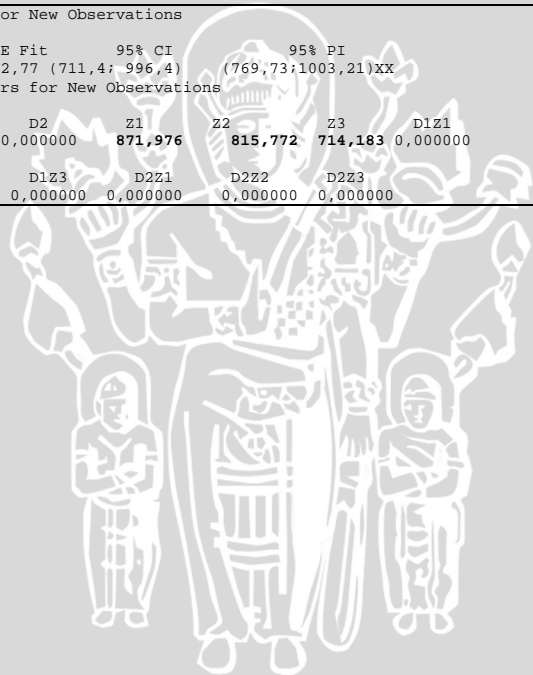 or New Observations
E Fit 95% CI 95% PI
2,77 (711,4; 996,4) (769,73;1003,21)XX
rs for New Observations
D2 Z1 Z2 Z3 D1Z1
0,000000 871,976 815,772 714,183 0,000000
D1Z3 D2Z1 D2Z2 D2Z3
0,000000 0,000000 0,000000 0,000000